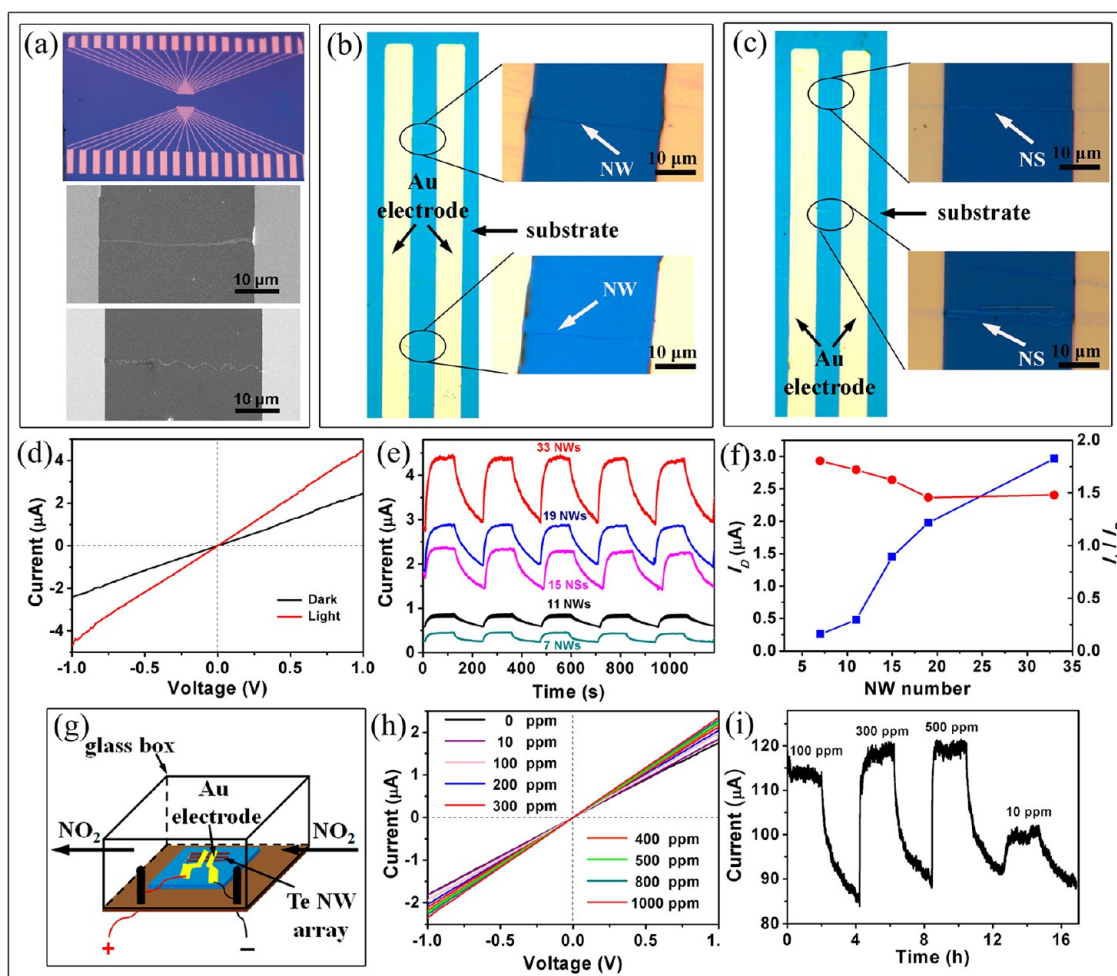 (a)
10 μm
10 μm
(b)
NW
10 μm
Au
electrode
substrate
NW
10 μm
(c)
NS
10 μm
substrate
NS
10 μm
Au
electrode
(d)
Current (μA)
4
2
0
-2
-4
Dark
Light
-1.0 -0.5 0.0 0.5 1.0
Voltage (V)
(e)
Current (μA)
5
4
3
2
1
0
33 NWs
19 NWs
15 NSs
11 NWs
7 NWs
0 200 400 600 800 1000
Time (s)
(f)
I_D (μA)
3.0
2.5
2.0
1.5
1.0
0.5
0.0
2.0
1.5
1.0
0.5
0.0
5 10 15 20 25 30 35
NW number
(g)
glass box
Au
electrode
NO₂
NO₂
Te NW
array
+
−
(h)
Current (μA)
2
1
0
-1
-2
0 ppm
10 ppm
100 ppm
200 ppm
300 ppm
400 ppm
500 ppm
800 ppm
1000 ppm
-1.0 -0.5 0.0 0.5 1.
Voltage (V)
(i)
Current (μA)
120
110
100
90
80
100 ppm
300 ppm
500 ppm
10 ppm
0 4 8 12 16
Time (h)